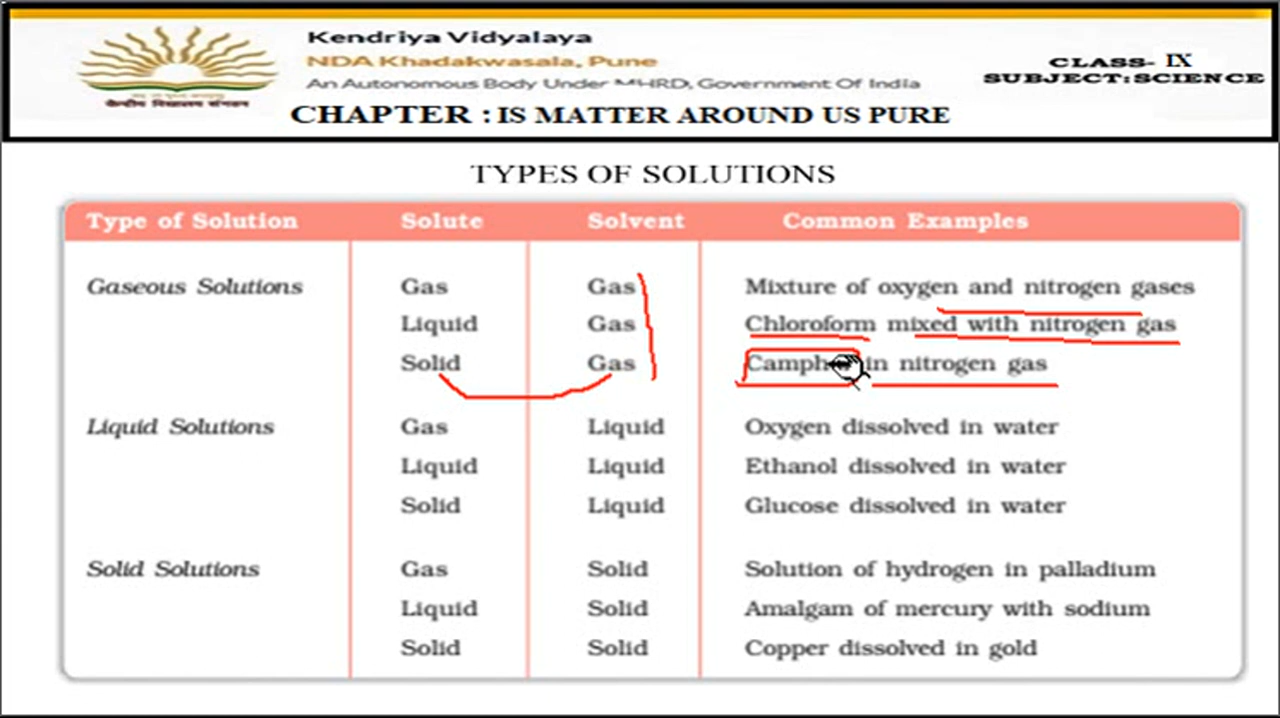 Kendriya Vidyalaya
NDA Khadakwasala, Pune
An Autonomous Body Under MHRD, Government Of India
केन्द्रीय विद्यालय संगठन
CLASS- IX
SUBJECT:SCIENCE
CHAPTER : IS MATTER AROUND US PURE
TYPES OF SOLUTIONS
Type of Solution Solute Solvent Common Examples
Gaseous Solutions Gas Gas Mixture of oxygen and nitrogen gases
Liquid Gas Chloroform mixed with nitrogen gas
Solid Gas in nitrogen gas
Liquid Solutions Gas Liquid Oxygen dissolved in water
Liquid Liquid Ethanol dissolved in water
Solid Liquid Glucose dissolved in water
Solid Solutions Gas Solid Solution of hydrogen in palladium
Liquid Solid Amalgam of mercury with sodium
Solid Solid Copper dissolved in gold